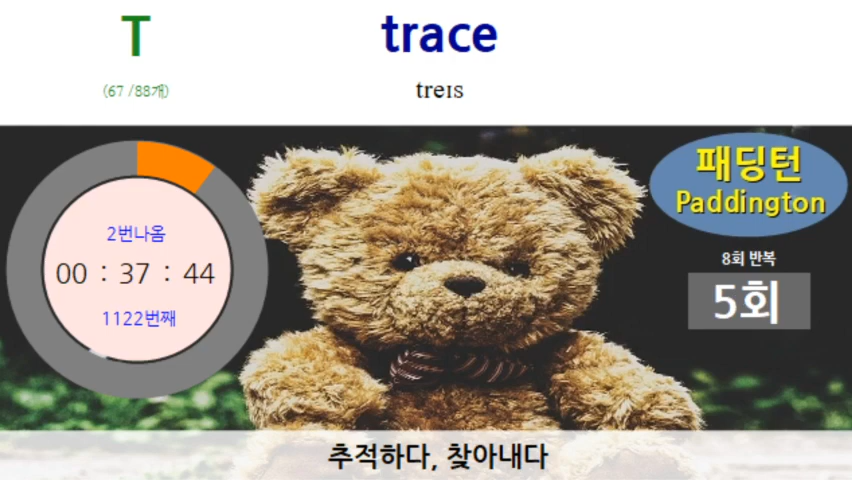 T
trace
(67 /88개)
treɪs
패딩턴
Paddington
2번나옴
00 : 37 : 44
1122번째
8회 반복
5회
추적하다, 찾아내다